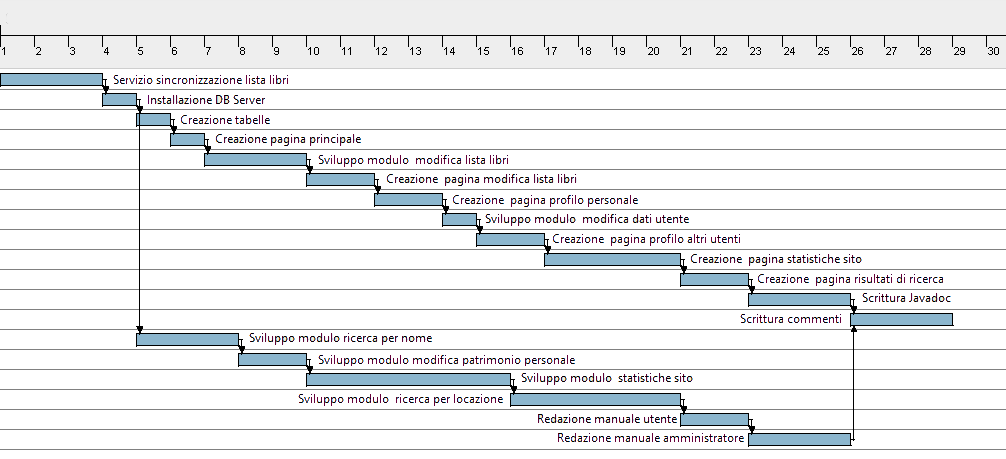 1 2 3 4 5 6 7 8 9 10 11 12 13 14 15 16 17 18 19 20 21 22 23 24 25 26 27 28 29 30
Servizio sincronizzazione lista libri
Installazione DB Server
Creazione tabelle
Creazione pagina principale
Sviluppo modulo modifica lista libri
Creazione pagina modifica lista libri
Creazione pagina profilo personale
Sviluppo modulo modifica dati utente
Creazione pagina profilo altri utenti
Creazione pagina statistiche sito
Creazione pagina risultati di ricerca
Scrittura Javadoc
Scrittura commenti
Sviluppo modulo ricerca per nome
Sviluppo modulo modifica patrimonio personale
Sviluppo modulo statistiche sito
Sviluppo modulo ricerca per locazione
Redazione manuale utente
Redazione manuale amministratore